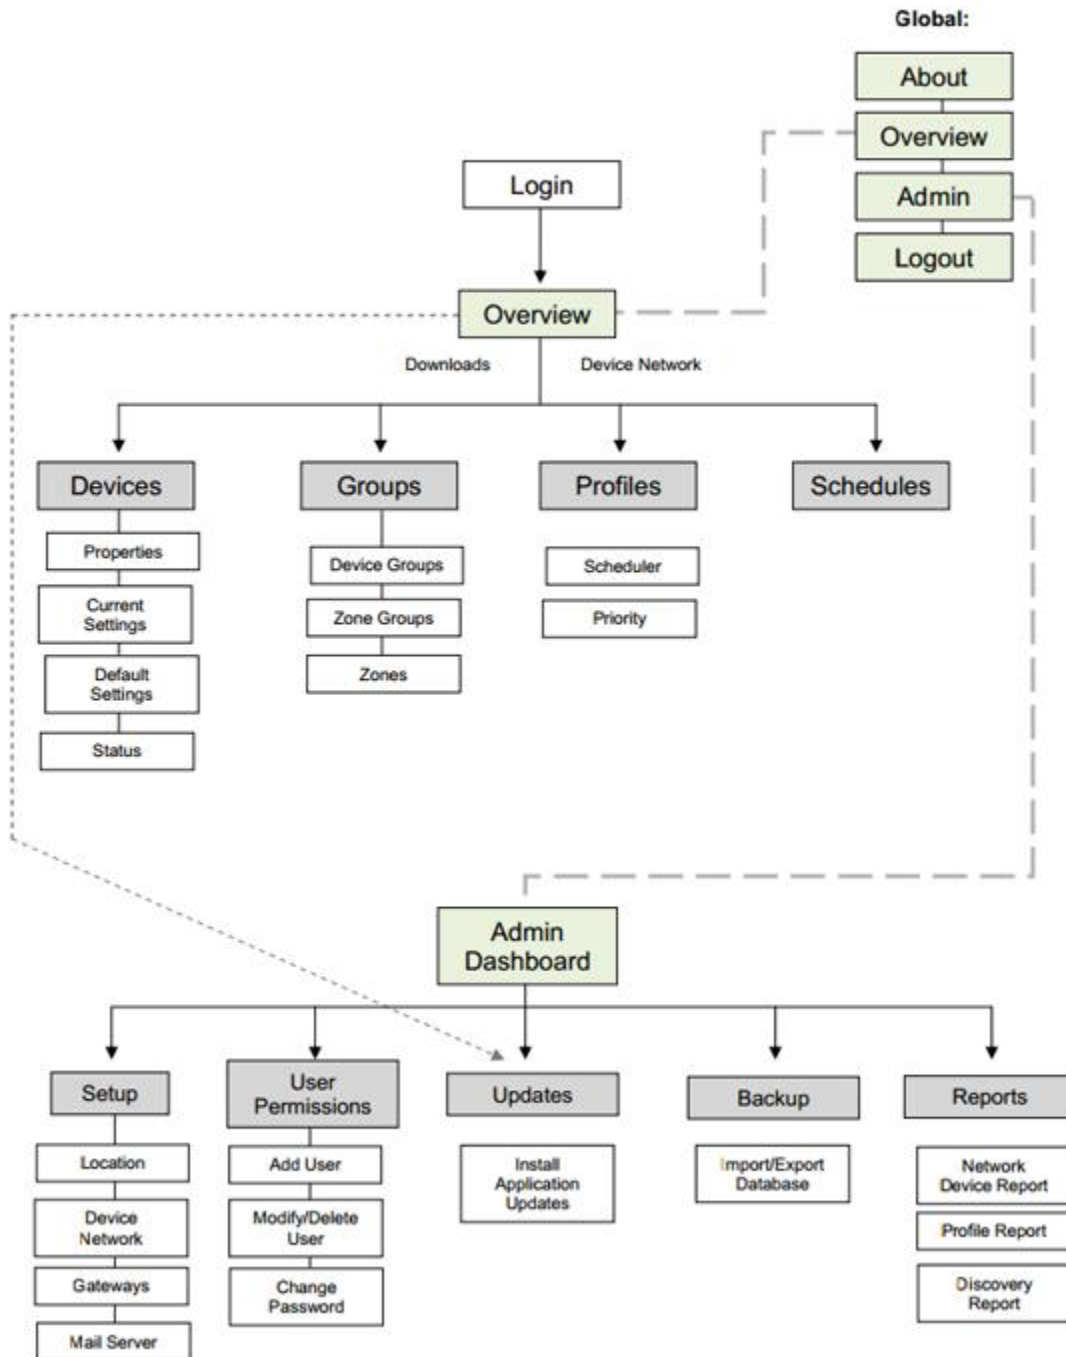 Global:
About
Overview
Admin
Logout
Login
Overview
Downloads
Device Network
Devices
Groups
Profiles
Schedules
Properties
Current
Settings
Default
Settings
Status
Device Groups
Zone Groups
Zones
Scheduler
Priority
Admin
Dashboard
Setup
User
Permissions
Updates
Backup
Reports
Location
Device
Network
Gateways
Mail Server
Add User
Modify/Delete
User
Change
Password
Install
Application
Updates
Import/Export
Database
Network
Device Report
Profile Report
Discovery
Report